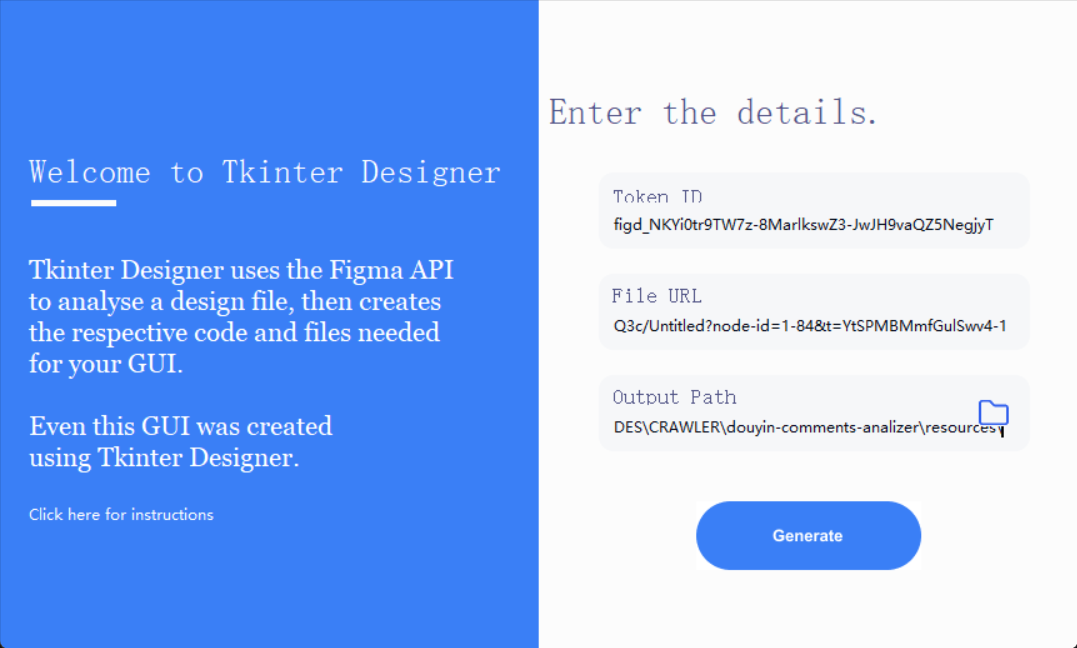 Welcome to Tkinter Designer
Tkinter Designer uses the Figma API
to analyse a design file, then creates
the respective code and files needed
for your GUI.
Even this GUI was created
using Tkinter Designer.
Click here for instructions
Enter the details.
Token ID
figd_NKYi0tr9TW7z-8MarlkswZ3-JwJH9vaQZ5NegjyT
File URL
Q3c/Untitled?node-id=1-84&t=YtSPMBMmfGulSwv4-1
Output Path
DES\CRAWLER\douyin-comments-analizer\resources\
Generate